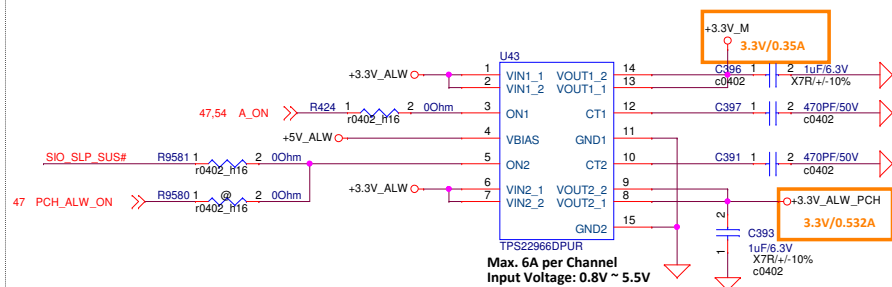 +3.3V_M
3.3V/0.35A
U43
+3.3V_ALW
1 VIN1_1 VOUT1_2 14
2 VIN1_2 VOUT1_1 13
C396 1 2 1uF/6.3V
c0402 X7R/+/-10%
47,54 A_ON R424 1 2 0Ohm
r0402_h16
3 ON1 CT1 12
C397 1 2 470PF/50V
c0402
+5V_ALW 4 VBIAS GND1 11
SIO_SLP_SUS# R9581 1 2 0Ohm
r0402_h16
5 ON2 CT2 10
C391 1 2 470PF/50V
c0402
47 PCH_ALW_ON R9580 1 @ 2 0Ohm
r0402_h16
+3.3V_ALW
6 VIN2_1 VOUT2_2 9
7 VIN2_2 VOUT2_1 8
+3.3V_ALW_PCH
3.3V/0.532A
GND2 15
2 C393
1 1uF/6.3V
X7R/+/-10%
c0402
TPS22966DPUR
Max. 6A per Channel
Input Voltage: 0.8V ~ 5.5V